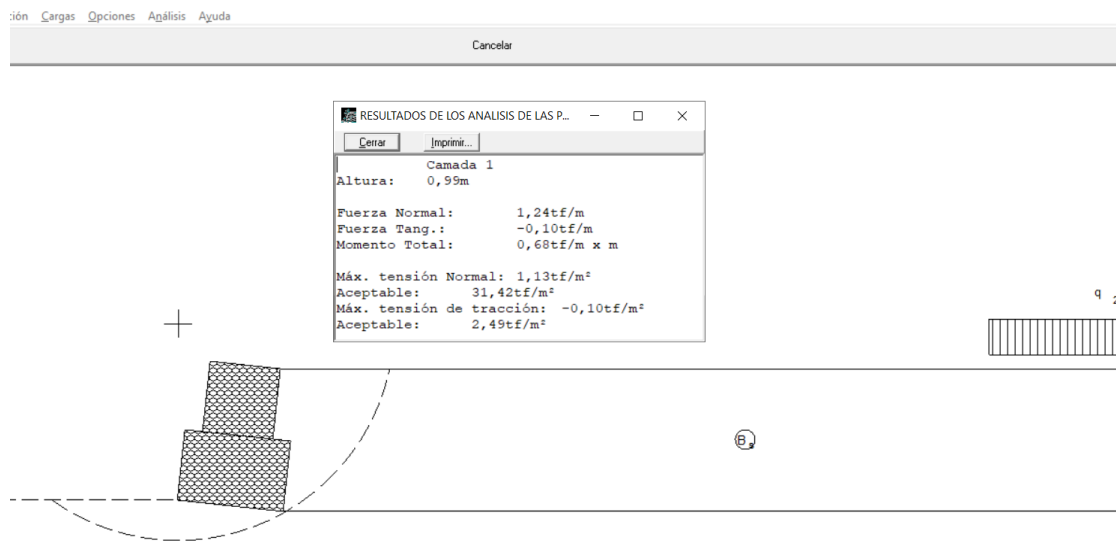 ión Cargas Opciones Análisis Ayuda
Cancelar
RESULTADOS DE LOS ANALISIS DE LAS P...
Cerrar Imprimir...
Camada 1
Altura: 0,99m
Fuerza Normal: 1,24tf/m
Fuerza Tang.: -0,10tf/m
Momento Total: 0,68tf/m x m
Máx. tensión Normal: 1,13tf/m²
Aceptable: 31,42tf/m²
Máx. tensión de tracción: -0,10tf/m²
Aceptable: 2,49tf/m²
q 2
B